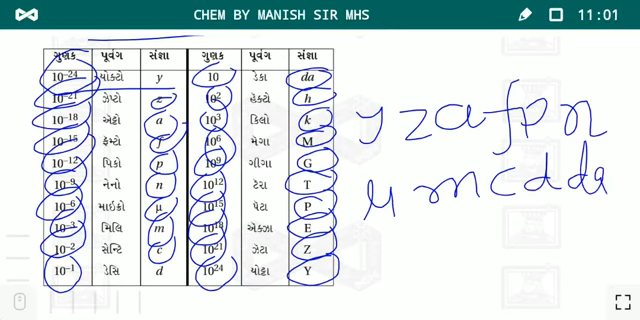 CHEM BY MANISH SIR MHS
11:01
ગુણક પૂર્વગ સંજ્ઞા ગુણક પૂર્વગ સંજ્ઞા
10⁻²⁴ યોક્ટો y 10 ડેકા da
10⁻²¹ ઝેપ્ટો z 10² હેક્ટો h
10⁻¹⁸ એટ્ટો a 10³ કિલો k
10⁻¹⁵ ફેમ્ટો f 10⁶ મેગા M
10⁻¹² પિકો p 10⁹ ગીગા G
10⁻⁹ નેનો n 10¹² ટેરા T
10⁻⁶ માઇક્રો μ 10¹⁵ પેટા P
10⁻³ મિલિ m 10¹⁸ એક્ઝા E
10⁻² સેન્ટિ c 10²¹ ઝેટા Z
10⁻¹ ડેસિ d 10²⁴ યોટ્ટા Y
y z a f p n
μ m c d da